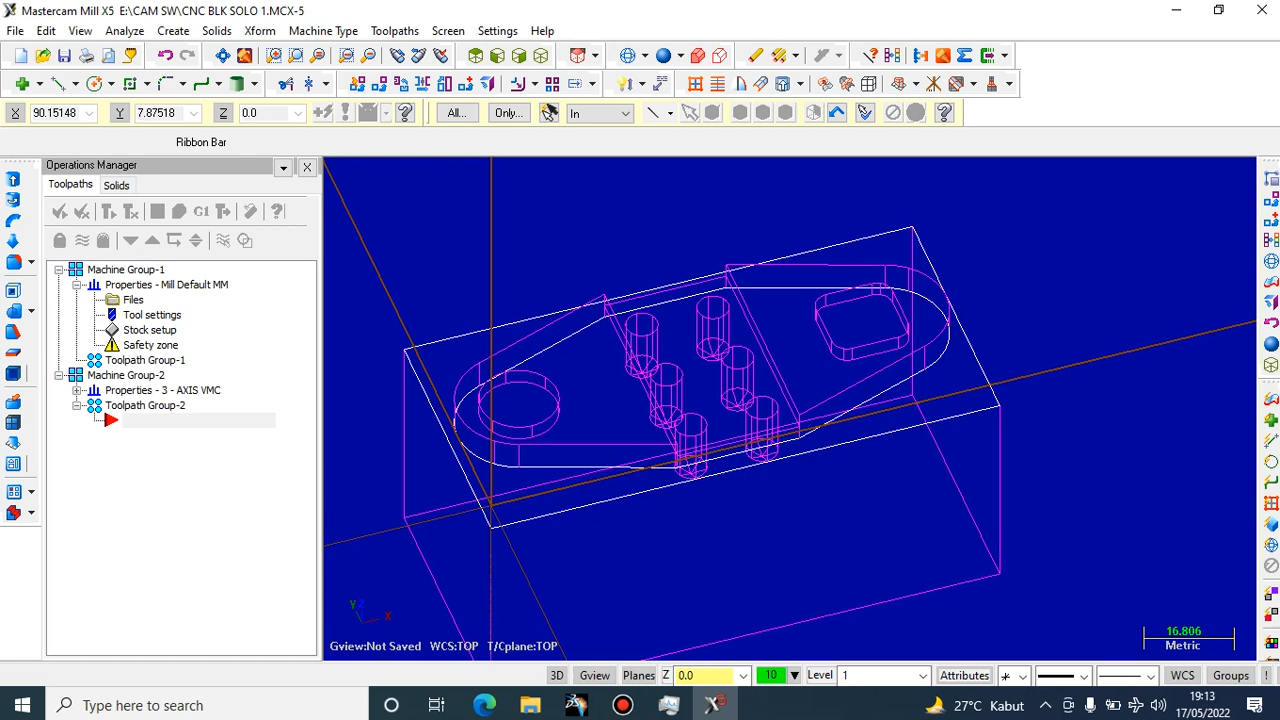 Mastercam Mill X5 E:\CAM SW\CNC BLK SOLO 1.MCX-5
File Edit View Analyze Create Solids Xform Machine Type Toolpaths Screen Settings Help
X 90.15148 Y 7.87518 Z 0.0 All... Only... In
Ribbon Bar
Operations Manager
Toolpaths Solids
G1
Machine Group-1
Properties - Mill Default MM
Files
Tool settings
Stock setup
Safety zone
Toolpath Group-1
Machine Group-2
Properties - 3 - AXIS VMC
Toolpath Group-2
Y Z X
Gview:Not Saved WCS:TOP T/Cplane:TOP
16.806
Metric
3D Gview Planes Z 0.0 10 Level 1 Attributes WCS Groups !
Type here to search
27°C Kabut
19:13
17/05/2022